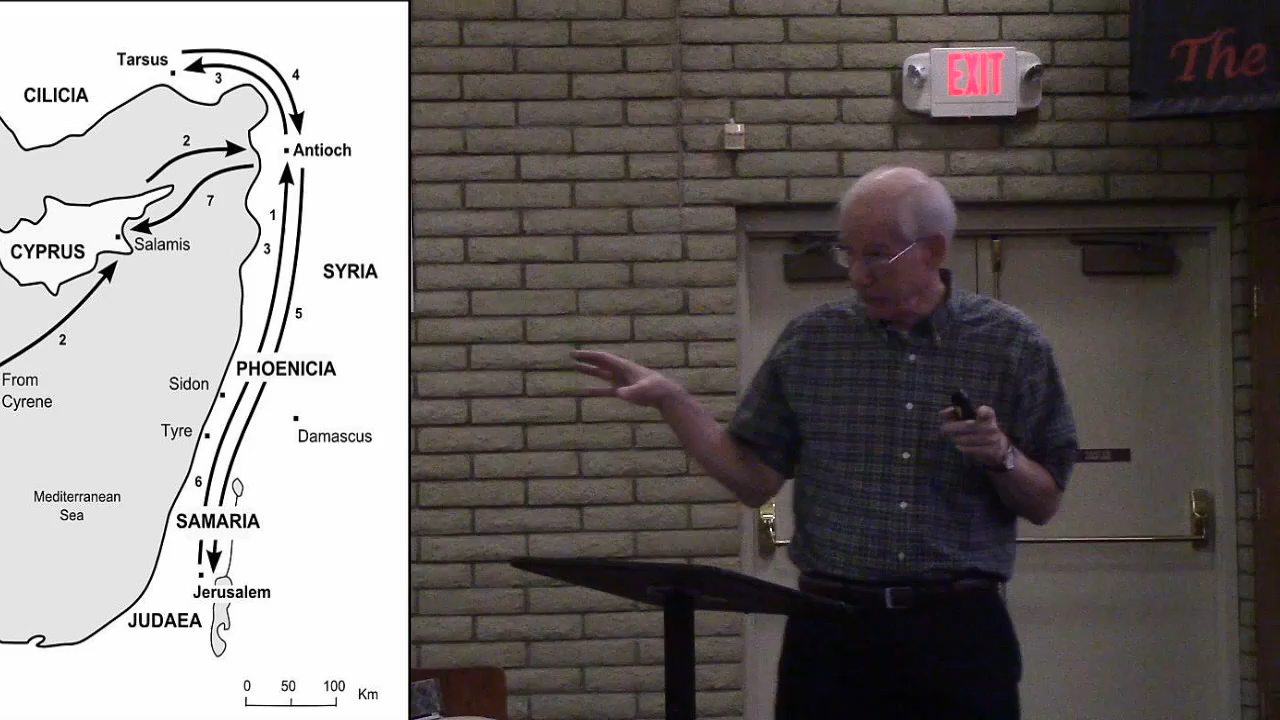 Tarsus
3
4
CILICIA
2
Antioch
7
1
Salamis
CYPRUS
3
SYRIA
5
2
PHOENICIA
From
Cyrene
Sidon
Tyre
Damascus
6
Mediterranean
Sea
SAMARIA
Jerusalem
JUDAEA
0 50 100 Km
EXIT
The